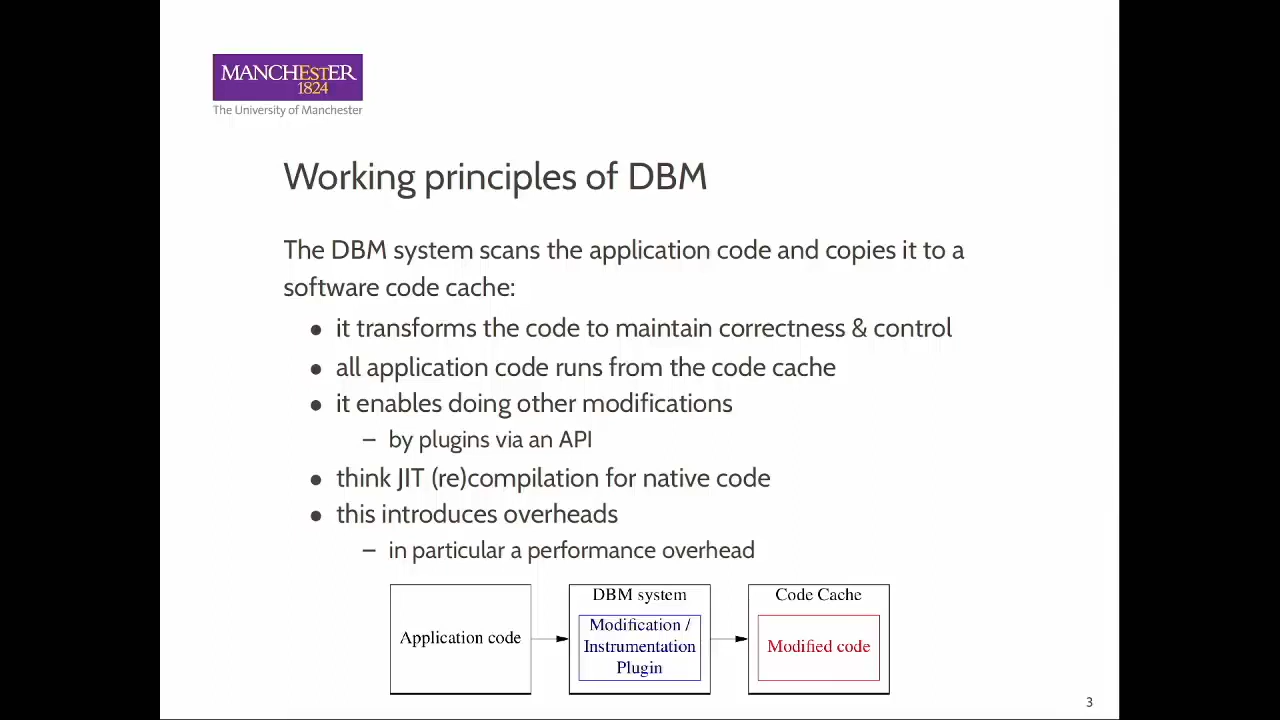 MANCHESTER
1824
The University of Manchester
Working principles of DBM
The DBM system scans the application code and copies it to a
software code cache:
● it transforms the code to maintain correctness & control
● all application code runs from the code cache
● it enables doing other modifications
– by plugins via an API
● think JIT (re)compilation for native code
● this introduces overheads
– in particular a performance overhead
Application code
DBM system
Modification /
Instrumentation
Plugin
Code Cache
Modified code
3